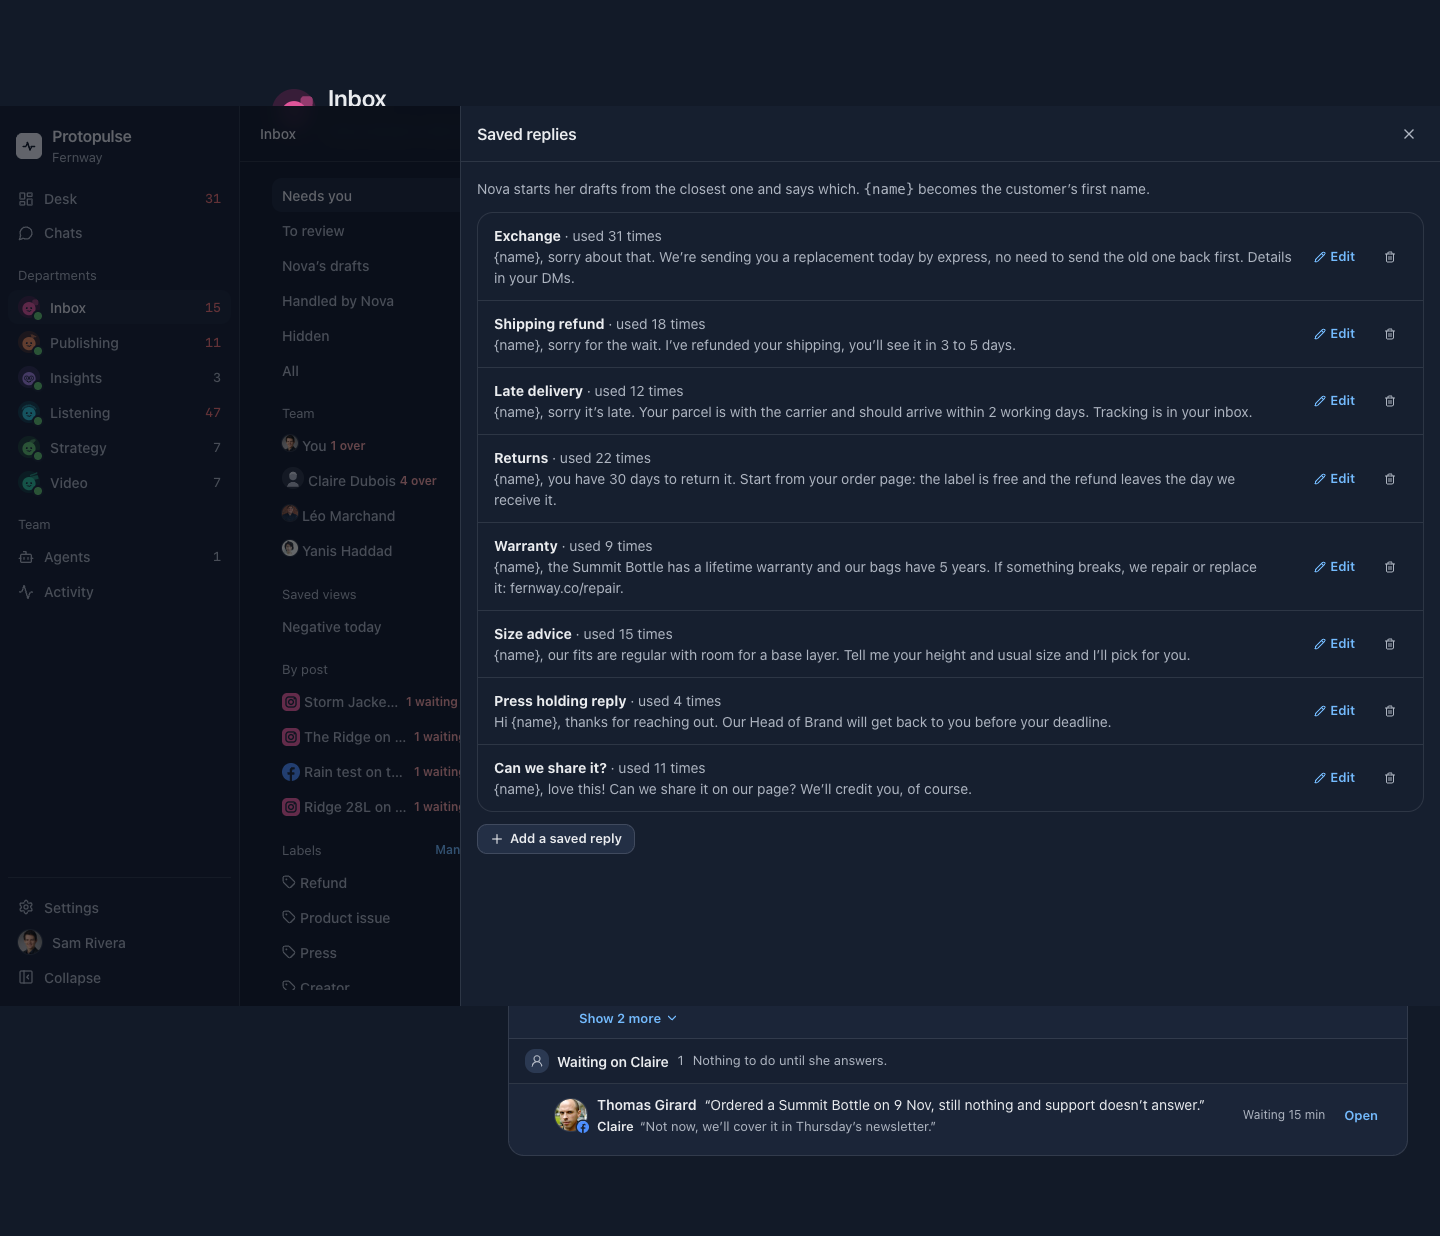 Inbox
Protopulse
Fernway
Desk 31
Chats
Departments
Inbox 15
Publishing 11
Insights 3
Listening 47
Strategy 7
Video 7
Team
Agents 1
Activity
Settings
Sam Rivera
Collapse
Inbox
Needs you
To review
Nova's drafts
Handled by Nova
Hidden
All
Team
You 1 over
Claire Dubois 4 over
Léo Marchand
Yanis Haddad
Saved views
Negative today
By post
Storm Jacke... 1 waiting
The Ridge on ... 1 waiting
Rain test on t... 1 waiting
Ridge 28L on ... 1 waiting
Labels Man
Refund
Product issue
Press
Creator
Saved replies
Nova starts her drafts from the closest one and says which. {name} becomes the customer’s first name.
Exchange · used 31 times
{name}, sorry about that. We’re sending you a replacement today by express, no need to send the old one back first. Details
in your DMs.
Edit
Shipping refund · used 18 times
{name}, sorry for the wait. I’ve refunded your shipping, you’ll see it in 3 to 5 days.
Edit
Late delivery · used 12 times
{name}, sorry it’s late. Your parcel is with the carrier and should arrive within 2 working days. Tracking is in your inbox.
Edit
Returns · used 22 times
{name}, you have 30 days to return it. Start from your order page: the label is free and the refund leaves the day we
receive it.
Edit
Warranty · used 9 times
{name}, the Summit Bottle has a lifetime warranty and our bags have 5 years. If something breaks, we repair or replace
it: fernway.co/repair.
Edit
Size advice · used 15 times
{name}, our fits are regular with room for a base layer. Tell me your height and usual size and I’ll pick for you.
Edit
Press holding reply · used 4 times
Hi {name}, thanks for reaching out. Our Head of Brand will get back to you before your deadline.
Edit
Can we share it? · used 11 times
{name}, love this! Can we share it on our page? We’ll credit you, of course.
Edit
Add a saved reply
Show 2 more
Waiting on Claire 1 Nothing to do until she answers.
Thomas Girard “Ordered a Summit Bottle on 9 Nov, still nothing and support doesn’t answer.”
Claire “Not now, we’ll cover it in Thursday’s newsletter.”
Waiting 15 min Open